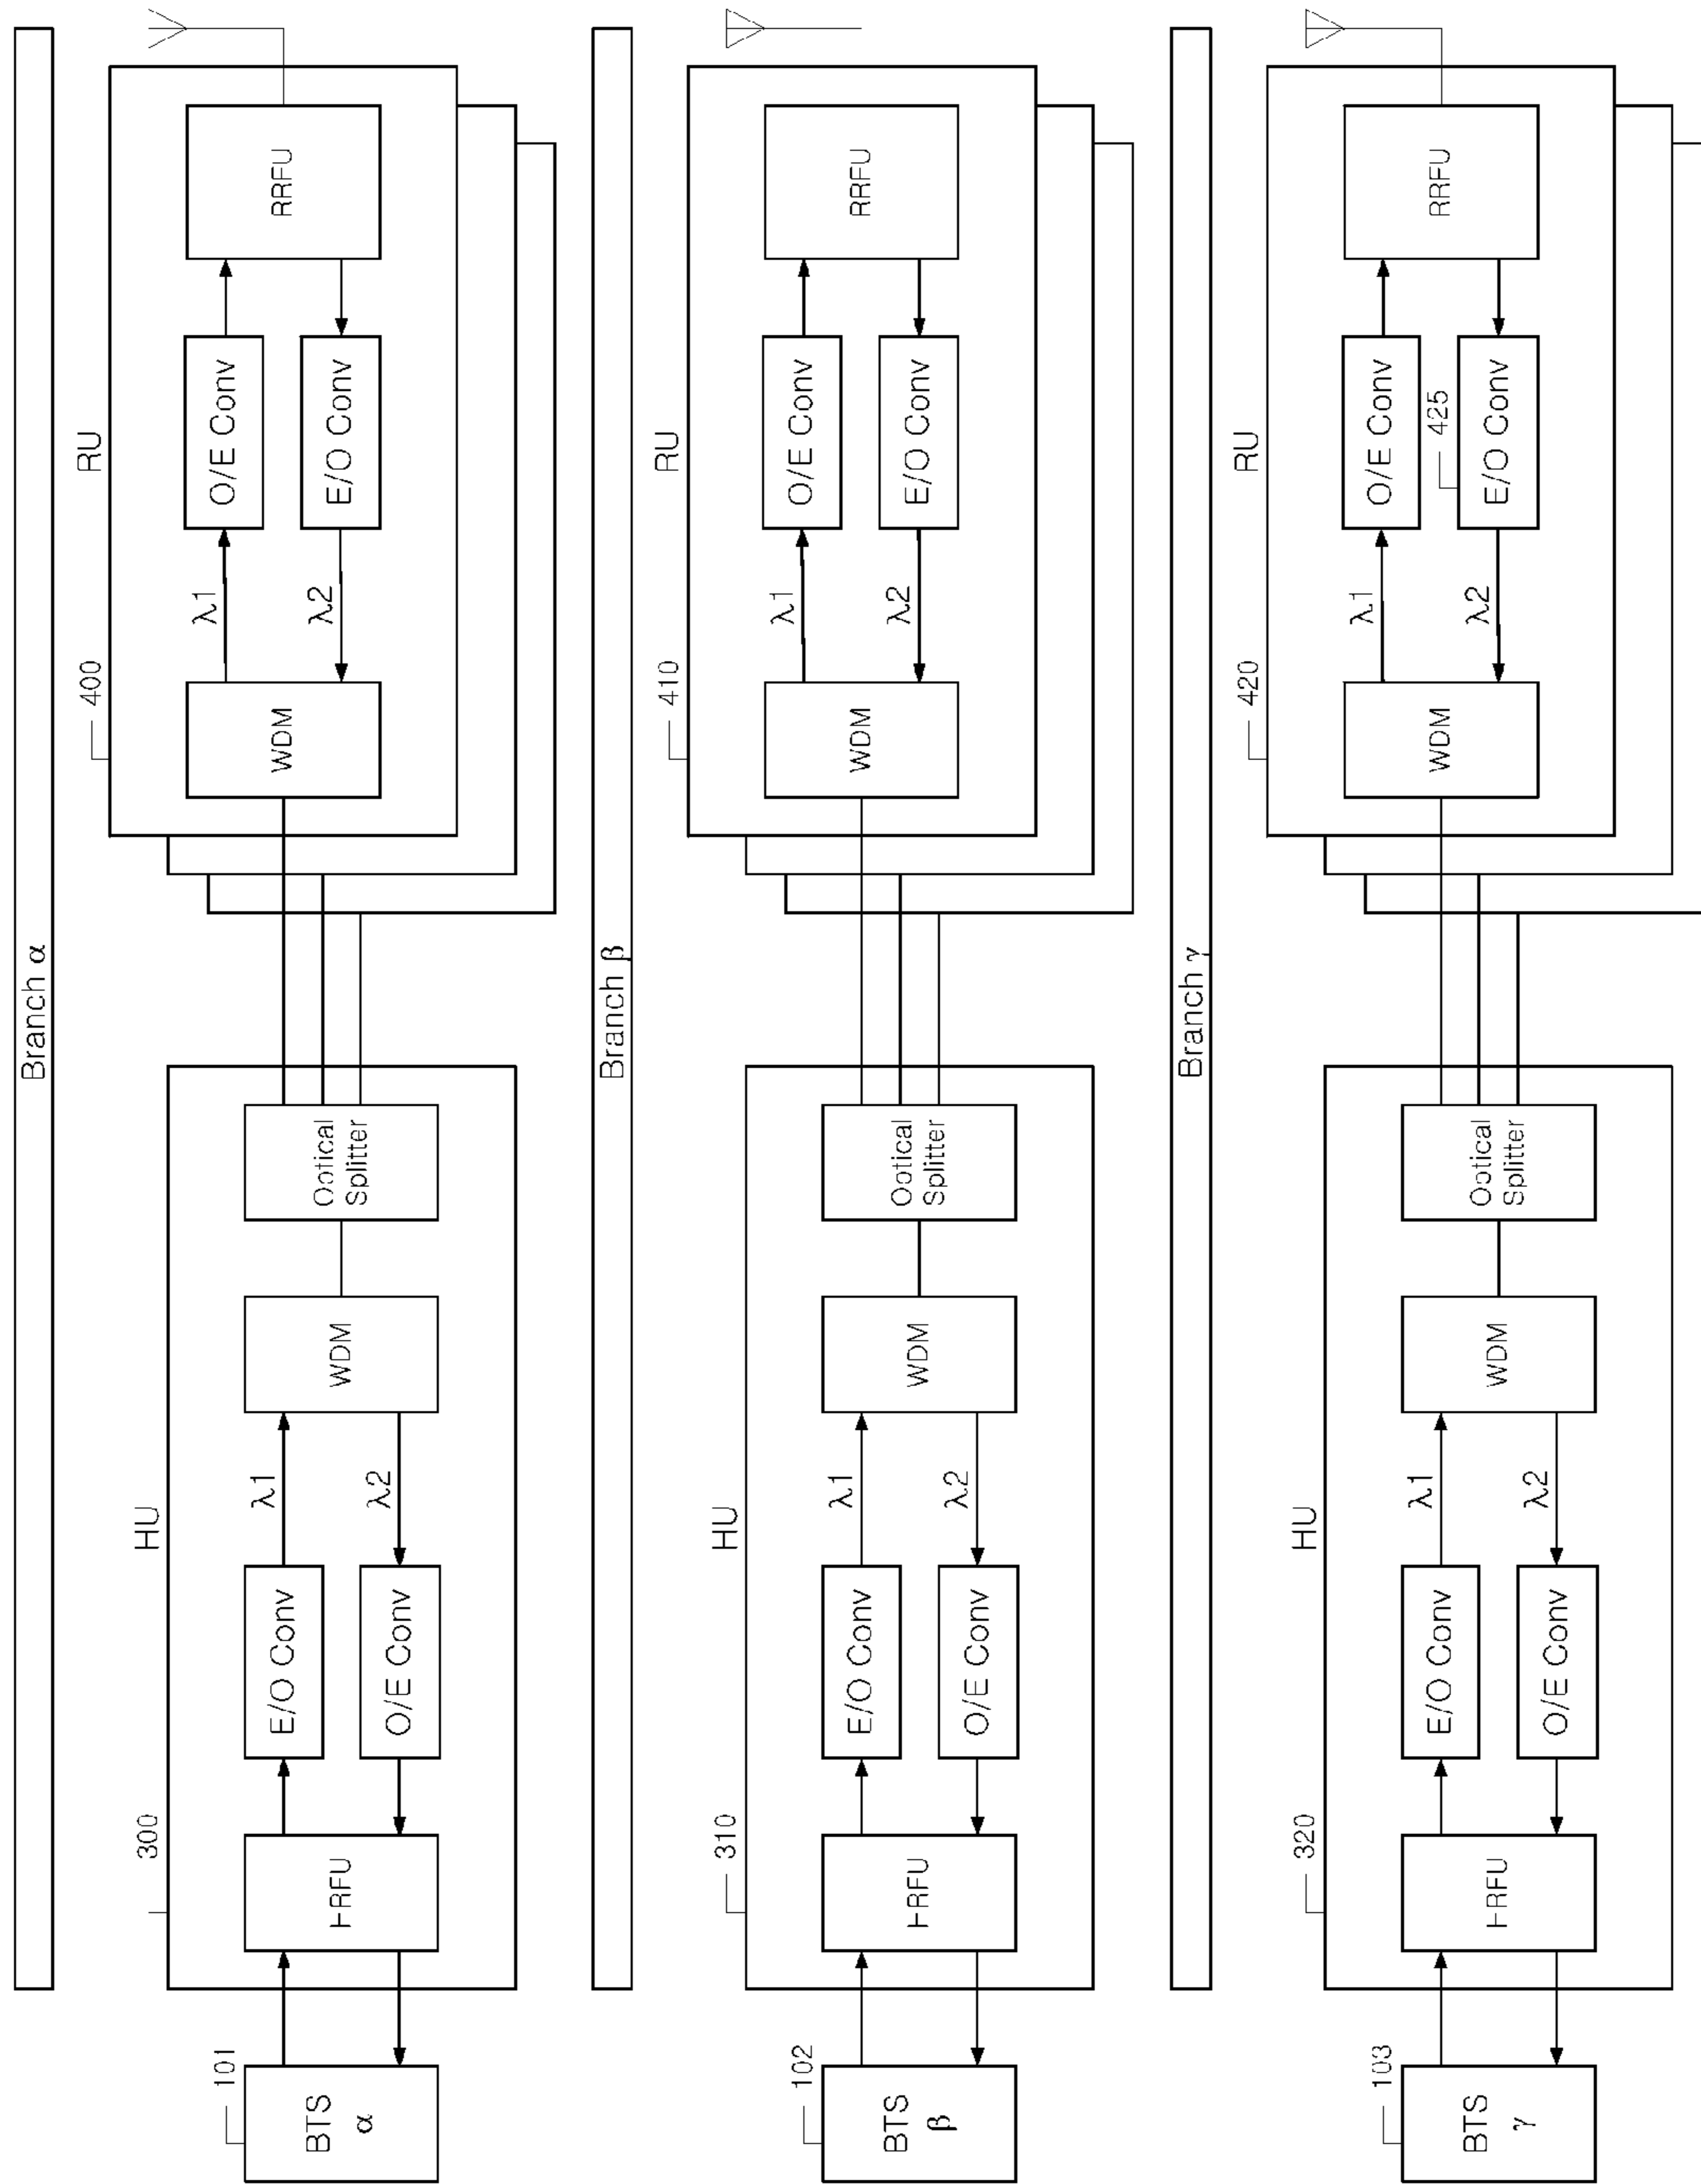 Branch α
HU
RU
300
400
101
BTS
α
HRFU
E/O Conv
λ1
O/E Conv
λ2
WDM
Optical
Splitter
WDM
λ1
O/E Conv
λ2
E/O Conv
RRFU
Branch β
HU
RU
310
410
102
BTS
β
HRFU
E/O Conv
λ1
O/E Conv
λ2
WDM
Optical
Splitter
WDM
λ1
O/E Conv
λ2
E/O Conv
RRFU
Branch γ
HU
RU
320
420
103
BTS
γ
HRFU
E/O Conv
λ1
O/E Conv
λ2
WDM
Optical
Splitter
WDM
λ1
O/E Conv
425
λ2
E/O Conv
RRFU